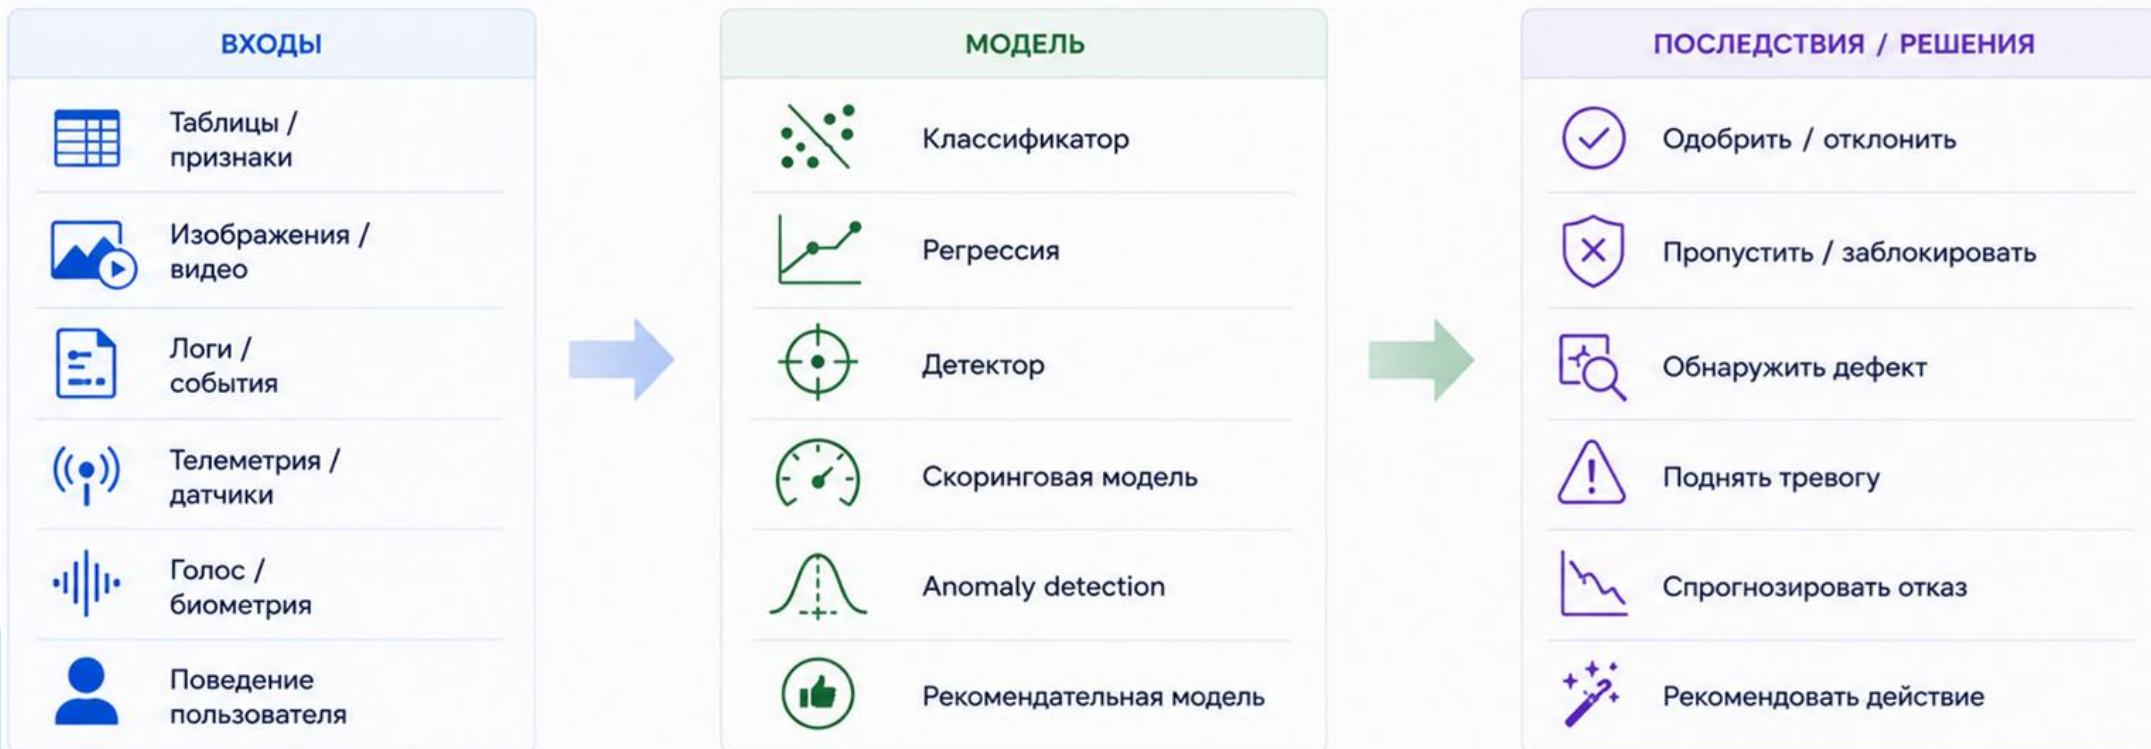 ВХОДЫ
Таблицы /
признаки
Изображения /
видео
Логи /
события
Телеметрия /
датчики
Голос /
биометрия
Поведение
пользователя
МОДЕЛЬ
Классификатор
Регрессия
Детектор
Скоринговая модель
Anomaly detection
Рекомендательная модель
ПОСЛЕДСТВИЯ / РЕШЕНИЯ
Одобрить / отклонить
Пропустить / заблокировать
Обнаружить дефект
Поднять тревогу
Спрогнозировать отказ
Рекомендовать действие